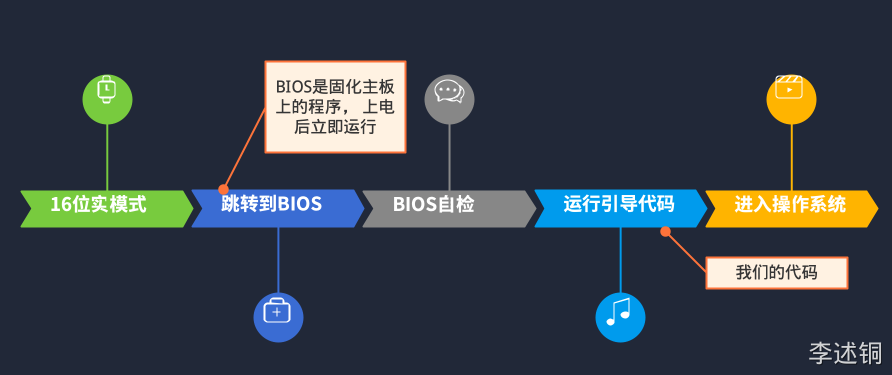 BIOS是固化主板
上的程序， 上电
后立即运行
16位实模式
跳转到BIOS
BIOS自检
运行引导代码
进入操作系统
我们的代码
李述铜